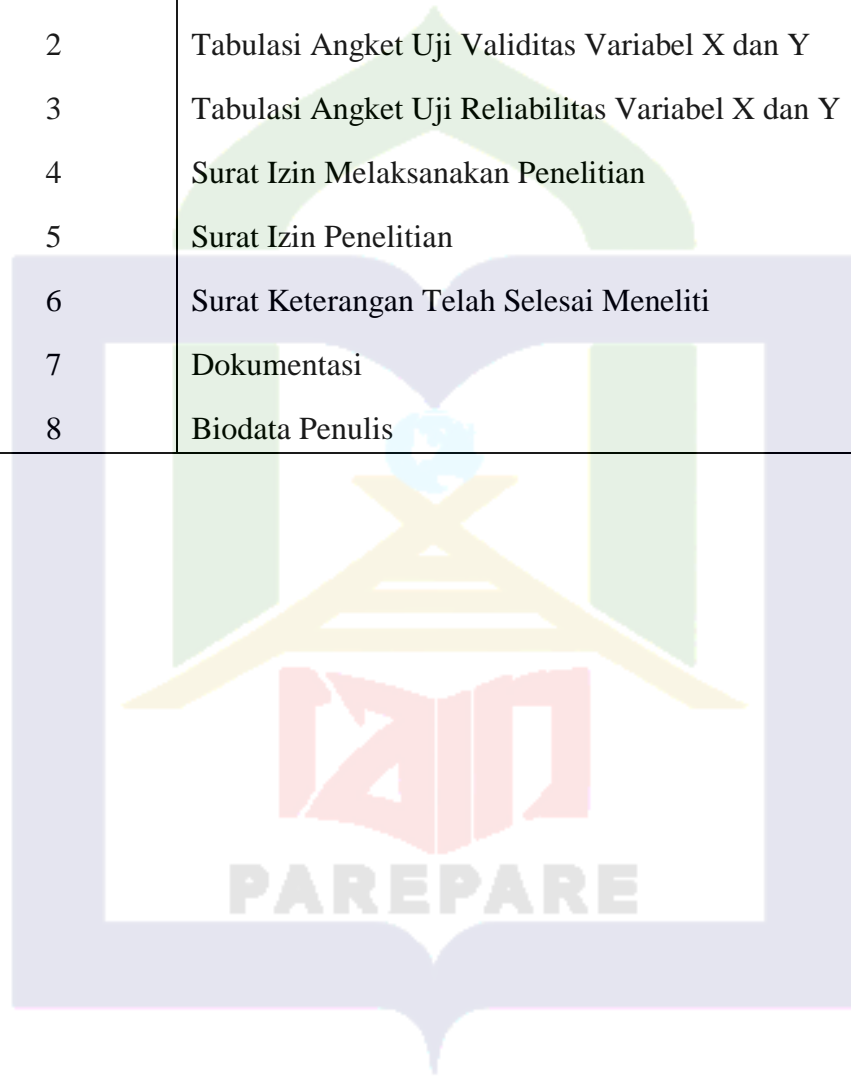 2 Tabulasi Angket Uji Validitas Variabel X dan Y
3 Tabulasi Angket Uji Reliabilitas Variabel X dan Y
4 Surat Izin Melaksanakan Penelitian
5 Surat Izin Penelitian
6 Surat Keterangan Telah Selesai Meneliti
7 Dokumentasi
8 Biodata Penulis
iain
PAREPARE